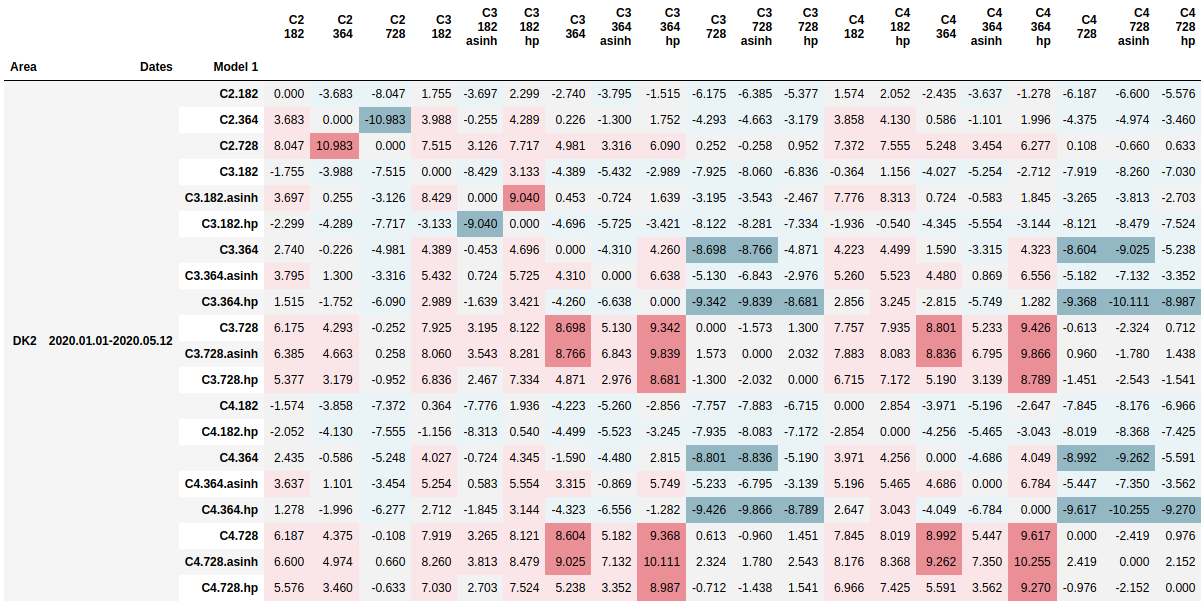 C2 C2 C2 C3 C3 C3 C3 C3 C3 C3 C3 C3 C4 C4 C4 C4 C4 C4 C4 C4
182 364 728 182 182 182 364 364 364 728 728 728 182 182 364 364 364 728 728 728
asinh hp asinh hp asinh hp hp asinh hp asinh hp
Area Dates Model 1
C2.182 0.000 -3.683 -8.047 1.755 -3.697 2.299 -2.740 -3.795 -1.515 -6.175 -6.385 -5.377 1.574 2.052 -2.435 -3.637 -1.278 -6.187 -6.600 -5.576
C2.364 3.683 0.000 -10.983 3.988 -0.255 4.289 0.226 -1.300 1.752 -4.293 -4.663 -3.179 3.858 4.130 0.586 -1.101 1.996 -4.375 -4.974 -3.460
C2.728 8.047 10.983 0.000 7.515 3.126 7.717 4.981 3.316 6.090 0.252 -0.258 0.952 7.372 7.555 5.248 3.454 6.277 0.108 -0.660 0.633
C3.182 -1.755 -3.988 -7.515 0.000 -8.429 3.133 -4.389 -5.432 -2.989 -7.925 -8.060 -6.836 -0.364 1.156 -4.027 -5.254 -2.712 -7.919 -8.260 -7.030
C3.182.asinh 3.697 0.255 -3.126 8.429 0.000 9.040 0.453 -0.724 1.639 -3.195 -3.543 -2.467 7.776 8.313 0.724 -0.583 1.845 -3.265 -3.813 -2.703
C3.182.hp -2.299 -4.289 -7.717 -3.133 -9.040 0.000 -4.696 -5.725 -3.421 -8.122 -8.281 -7.334 -1.936 -0.540 -4.345 -5.554 -3.144 -8.121 -8.479 -7.524
C3.364 2.740 -0.226 -4.981 4.389 -0.453 4.696 0.000 -4.310 4.260 -8.698 -8.766 -4.871 4.223 4.499 1.590 -3.315 4.323 -8.604 -9.025 -5.238
C3.364.asinh 3.795 1.300 -3.316 5.432 0.724 5.725 4.310 0.000 6.638 -5.130 -6.843 -2.976 5.260 5.523 4.480 0.869 6.556 -5.182 -7.132 -3.352
C3.364.hp 1.515 -1.752 -6.090 2.989 -1.639 3.421 -4.260 -6.638 0.000 -9.342 -9.839 -8.681 2.856 3.245 -2.815 -5.749 1.282 -9.368 -10.111 -8.987
C3.728 6.175 4.293 -0.252 7.925 3.195 8.122 8.698 5.130 9.342 0.000 -1.573 1.300 7.757 7.935 8.801 5.233 9.426 -0.613 -2.324 0.712
DK2 2020.01.01-2020.05.12
C3.728.asinh 6.385 4.663 0.258 8.060 3.543 8.281 8.766 6.843 9.839 1.573 0.000 2.032 7.883 8.083 8.836 6.795 9.866 0.960 -1.780 1.438
C3.728.hp 5.377 3.179 -0.952 6.836 2.467 7.334 4.871 2.976 8.681 -1.300 -2.032 0.000 6.715 7.172 5.190 3.139 8.789 -1.451 -2.543 -1.541
C4.182 -1.574 -3.858 -7.372 0.364 -7.776 1.936 -4.223 -5.260 -2.856 -7.757 -7.883 -6.715 0.000 2.854 -3.971 -5.196 -2.647 -7.845 -8.176 -6.966
C4.182.hp -2.052 -4.130 -7.555 -1.156 -8.313 0.540 -4.499 -5.523 -3.245 -7.935 -8.083 -7.172 -2.854 0.000 -4.256 -5.465 -3.043 -8.019 -8.368 -7.425
C4.364 2.435 -0.586 -5.248 4.027 -0.724 4.345 -1.590 -4.480 2.815 -8.801 -8.836 -5.190 3.971 4.256 0.000 -4.686 4.049 -8.992 -9.262 -5.591
C4.364.asinh 3.637 1.101 -3.454 5.254 0.583 5.554 3.315 -0.869 5.749 -5.233 -6.795 -3.139 5.196 5.465 4.686 0.000 6.784 -5.447 -7.350 -3.562
C4.364.hp 1.278 -1.996 -6.277 2.712 -1.845 3.144 -4.323 -6.556 -1.282 -9.426 -9.866 -8.789 2.647 3.043 -4.049 -6.784 0.000 -9.617 -10.255 -9.270
C4.728 6.187 4.375 -0.108 7.919 3.265 8.121 8.604 5.182 9.368 0.613 -0.960 1.451 7.845 8.019 8.992 5.447 9.617 0.000 -2.419 0.976
C4.728.asinh 6.600 4.974 0.660 8.260 3.813 8.479 9.025 7.132 10.111 2.324 1.780 2.543 8.176 8.368 9.262 7.350 10.255 2.419 0.000 2.152
C4.728.hp 5.576 3.460 -0.633 7.030 2.703 7.524 5.238 3.352 8.987 -0.712 -1.438 1.541 6.966 7.425 5.591 3.562 9.270 -0.976 -2.152 0.000